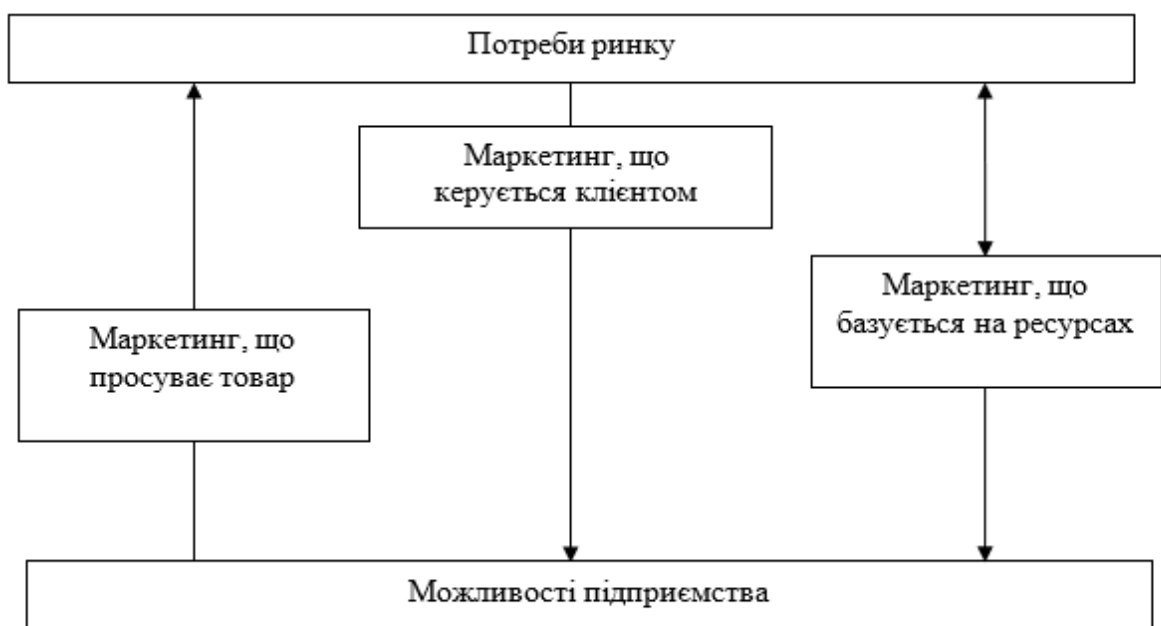 Потреби ринку
Маркетинг, що
керується клієнтом
Маркетинг, що
базується на ресурсах
Маркетинг, що
просуває товар
Можливості підприємства